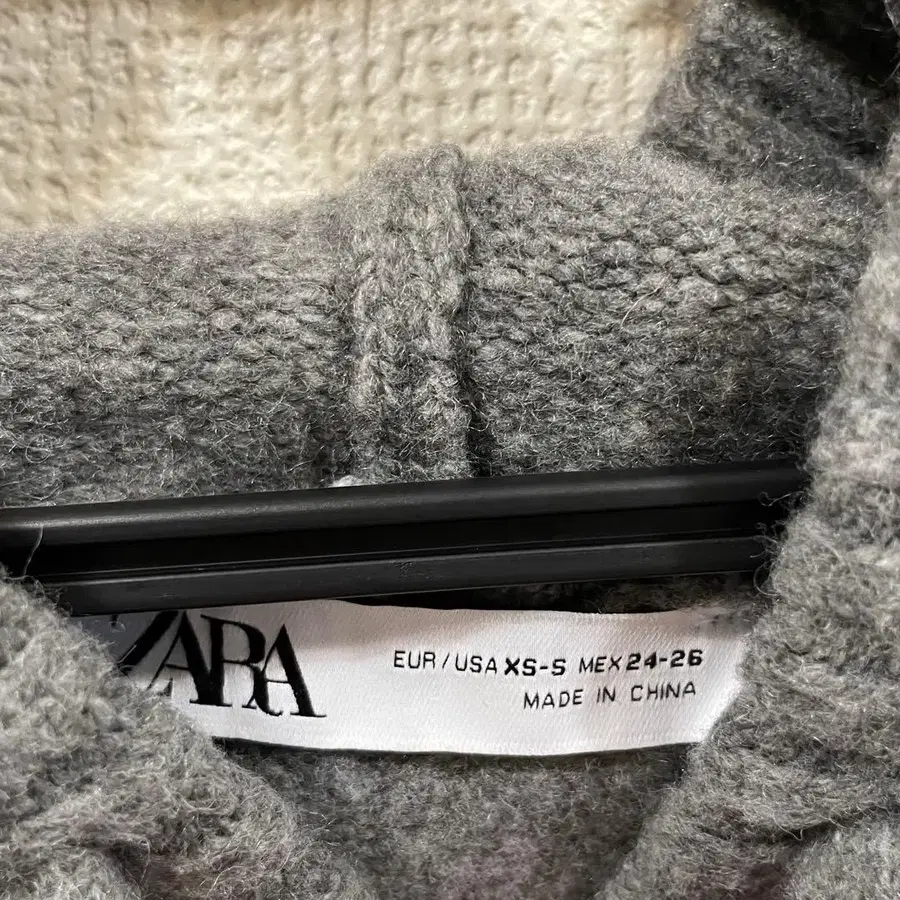 ZARA
EUR/USA XS-S MEX 24-26
MADE IN CHINA